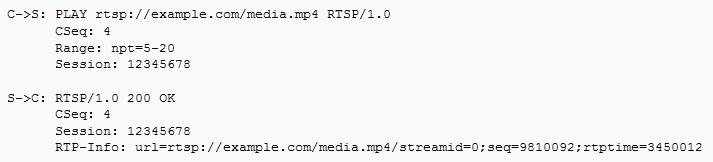 C->S: PLAY rtsp://example.com/media.mp4 RTSP/1.0
CSeq: 4
Range: npt=5-20
Session: 12345678
S->C: RTSP/1.0 200 OK
CSeq: 4
Session: 12345678
RTP-Info: url=rtsp://example.com/media.mp4/streamid=0;seq=9810092;rtptime=3450012